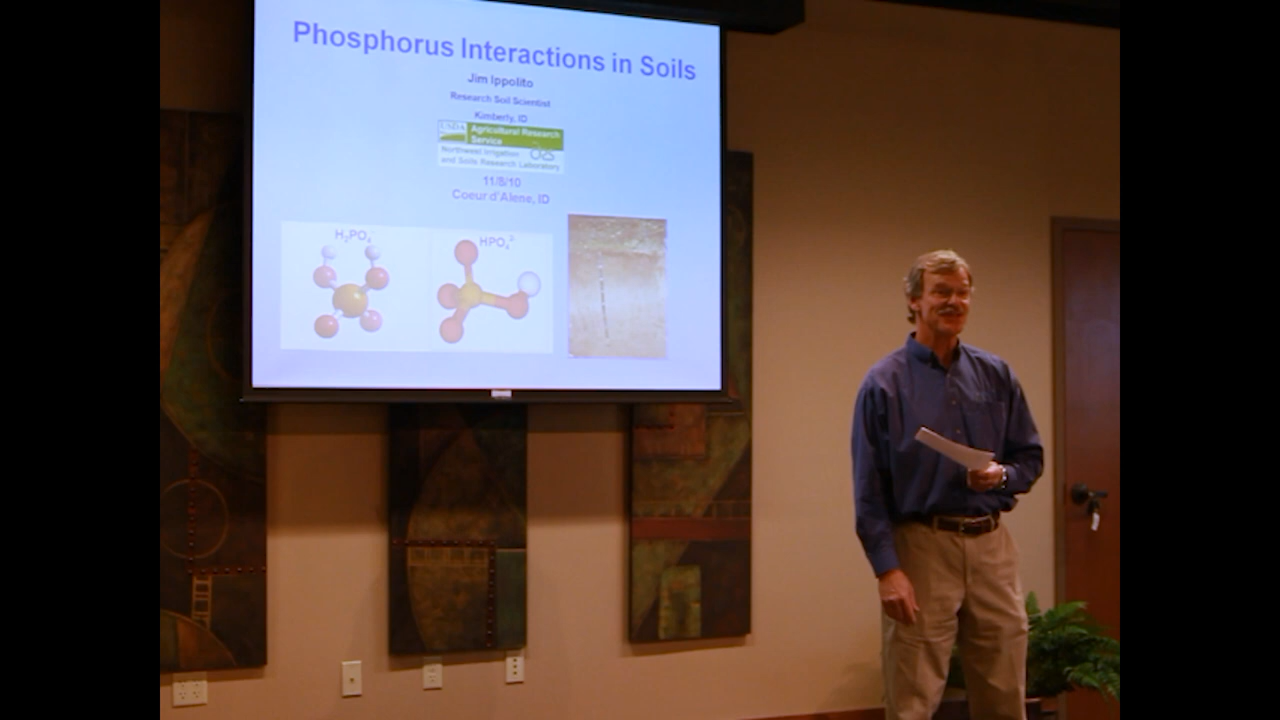 Phosphorus Interactions in Soils
Jim Ippolito
Research Soil Scientist
Kimberly, ID
USDA
Agricultural Research
Service
Northwest Irrigation
and Soils Research Laboratory
11/8/10
Coeur d'Alene, ID
H₂PO₄⁻
HPO₄²⁻